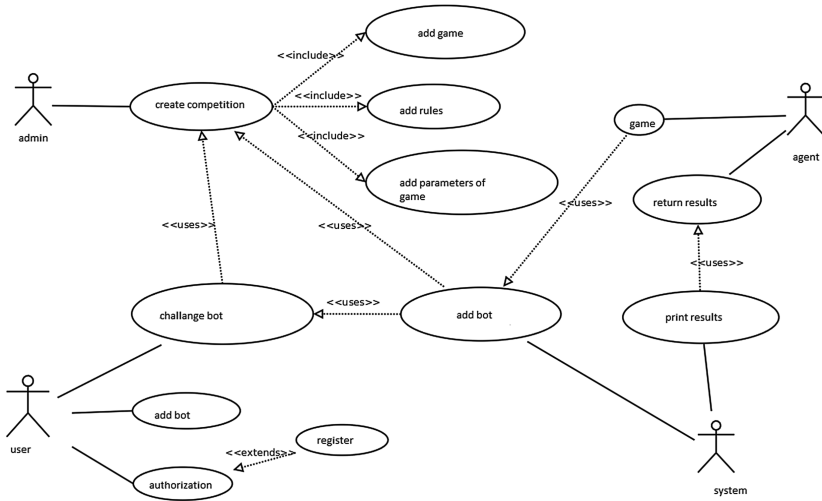 add game
<<include>>
admin
create competition
<<include>>
add rules
<<include>>
game
agent
add parameters of
game
return results
<<uses>>
<<uses>>
<<uses>>
<<uses>>
challange bot
<<uses>>
add bot
print results
user
add bot
authorization
<<extends>>
register
system